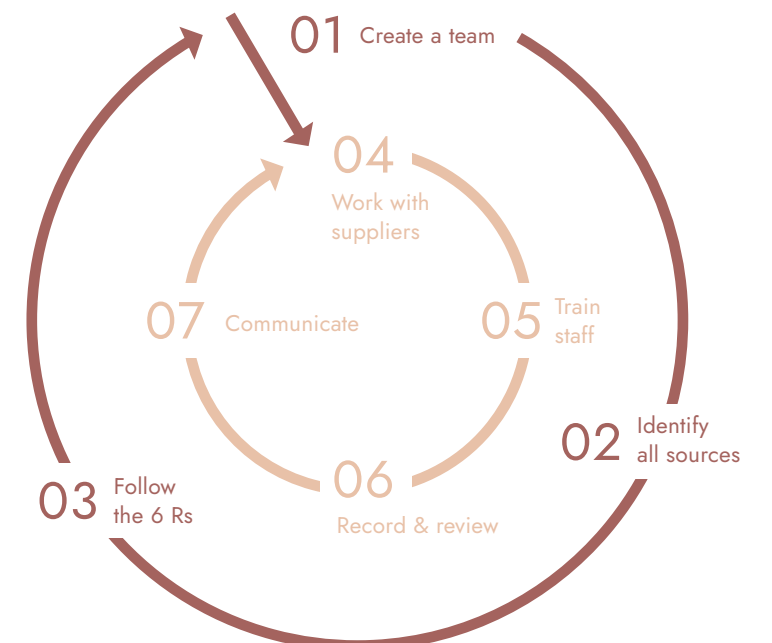 01 Create a team
04
Work with
suppliers
05 Train
staff
07 Communicate
02 Identify
all sources
06
Record & review
03 Follow
the 6 Rs